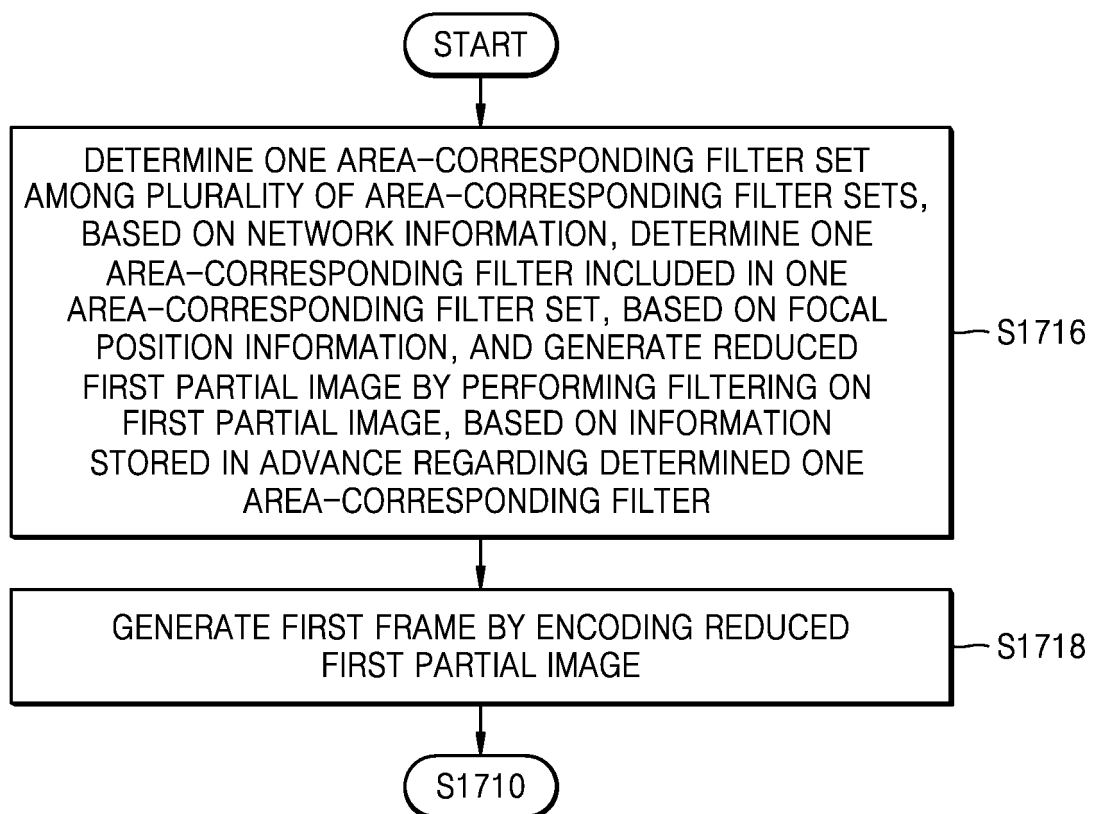 START
DETERMINE ONE AREA-CORRESPONDING FILTER SET
AMONG PLURALITY OF AREA-CORRESPONDING FILTER SETS,
BASED ON NETWORK INFORMATION, DETERMINE ONE
AREA-CORRESPONDING FILTER INCLUDED IN ONE
AREA-CORRESPONDING FILTER SET, BASED ON FOCAL
POSITION INFORMATION, AND GENERATE REDUCED
FIRST PARTIAL IMAGE BY PERFORMING FILTERING ON
FIRST PARTIAL IMAGE, BASED ON INFORMATION
STORED IN ADVANCE REGARDING DETERMINED ONE
AREA-CORRESPONDING FILTER
S1716
GENERATE FIRST FRAME BY ENCODING REDUCED
FIRST PARTIAL IMAGE
S1718
S1710